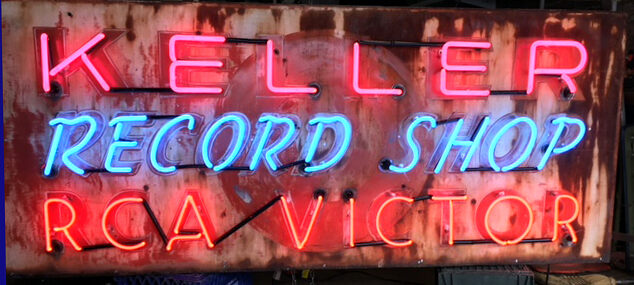 KELLER
RECORD SHOP
RCA VICTOR